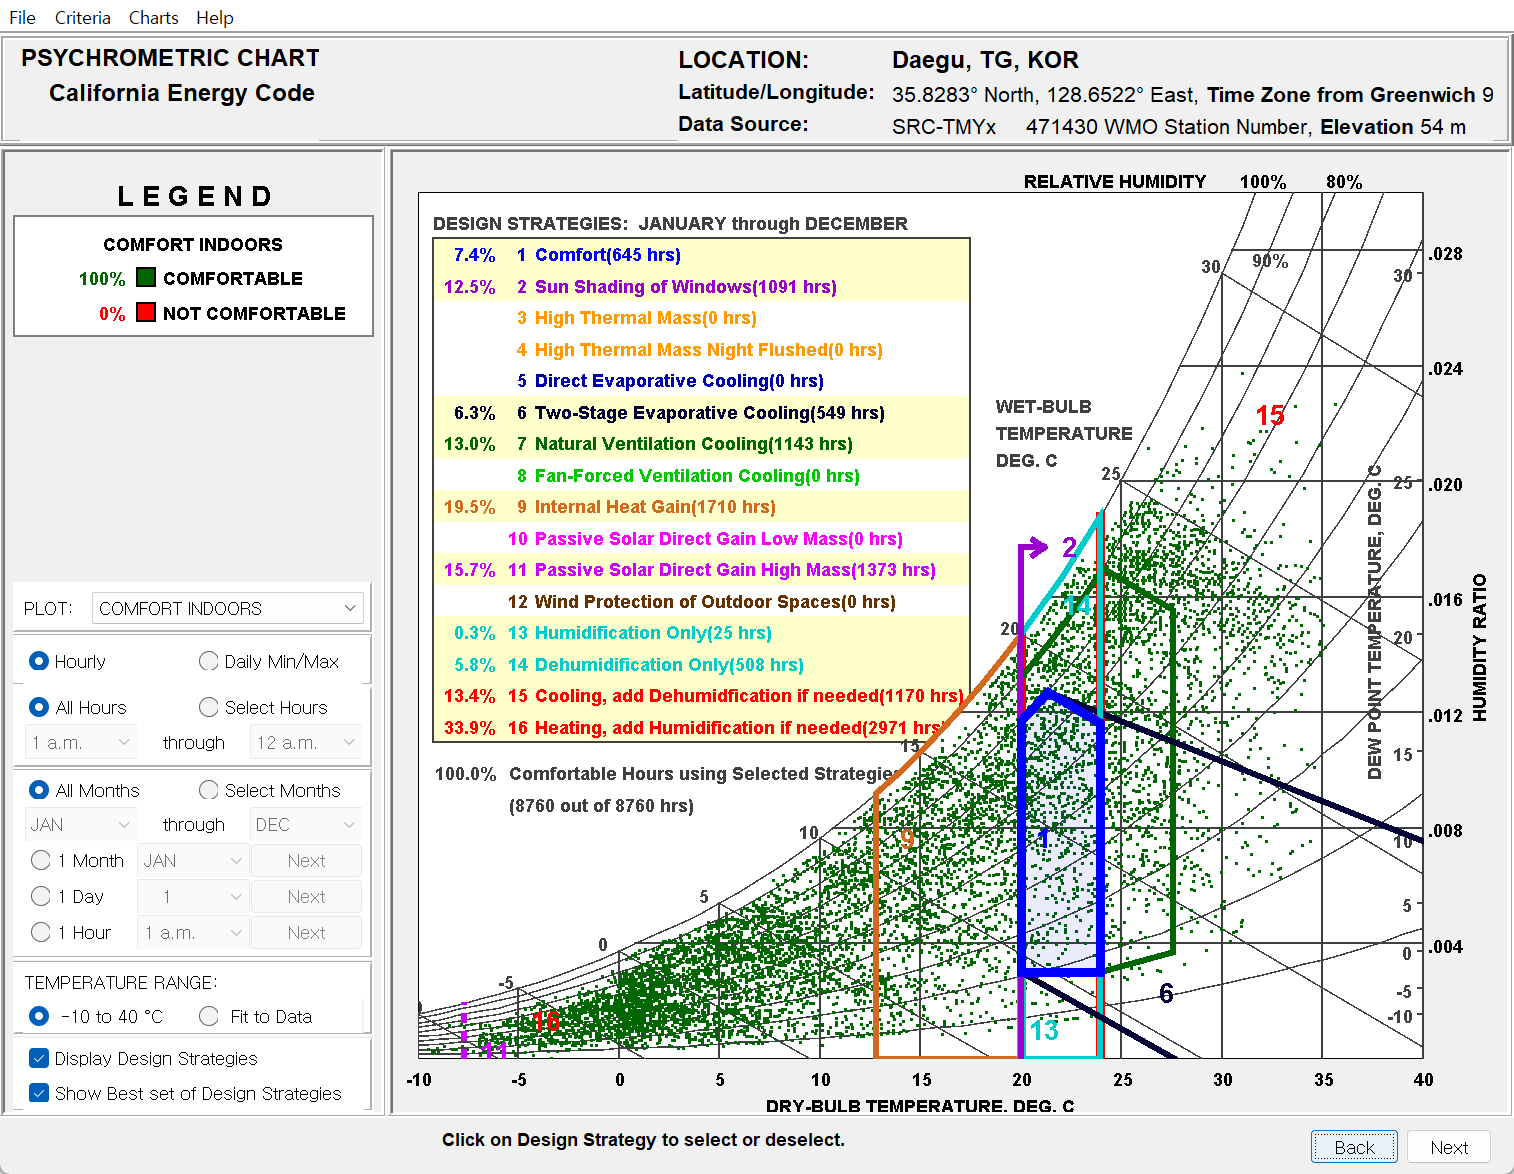 File Criteria Charts Help
PSYCHROMETRIC CHART
California Energy Code
LOCATION: Daegu, TG, KOR
Latitude/Longitude: 35.8283° North, 128.6522° East, Time Zone from Greenwich 9
Data Source: SRC-TMYx 471430 WMO Station Number, Elevation 54 m
LEGEND
COMFORT INDOORS
100% COMFORTABLE
0% NOT COMFORTABLE
PLOT: COMFORT INDOORS
Hourly Daily Min/Max
All Hours Select Hours
1 a.m. through 12 a.m.
All Months Select Months
JAN through DEC
1 Month JAN Next
1 Day 1 Next
1 Hour 1 a.m. Next
TEMPERATURE RANGE:
-10 to 40 °C Fit to Data
Display Design Strategies
Show Best set of Design Strategies
RELATIVE HUMIDITY 100% 80%
90%
DESIGN STRATEGIES: JANUARY through DECEMBER
7.4% 1 Comfort(645 hrs)
12.5% 2 Sun Shading of Windows(1091 hrs)
3 High Thermal Mass(0 hrs)
4 High Thermal Mass Night Flushed(0 hrs)
5 Direct Evaporative Cooling(0 hrs)
6.3% 6 Two-Stage Evaporative Cooling(549 hrs)
13.0% 7 Natural Ventilation Cooling(1143 hrs)
8 Fan-Forced Ventilation Cooling(0 hrs)
19.5% 9 Internal Heat Gain(1710 hrs)
10 Passive Solar Direct Gain Low Mass(0 hrs)
15.7% 11 Passive Solar Direct Gain High Mass(1373 hrs)
12 Wind Protection of Outdoor Spaces(0 hrs)
0.3% 13 Humidification Only(25 hrs)
5.8% 14 Dehumidification Only(508 hrs)
13.4% 15 Cooling, add Dehumidfication if needed(1170 hrs)
33.9% 16 Heating, add Humidification if needed(2971 hrs)
100.0% Comfortable Hours using Selected Strategies
(8760 out of 8760 hrs)
WET-BULB
TEMPERATURE
DEG. C
-5
0
5
10
15
20
25
30
1
2
6
9
11
13
14
15
16
30
25
20
15
10
5
0
-5
-10
DEW POINT TEMPERATURE, DEG. C
.028
.024
.020
.016
.012
.008
.004
HUMIDITY RATIO
-10 -5 0 5 10 15 20 25 30 35 40
DRY-BULB TEMPERATURE, DEG. C
Click on Design Strategy to select or deselect.
Back Next